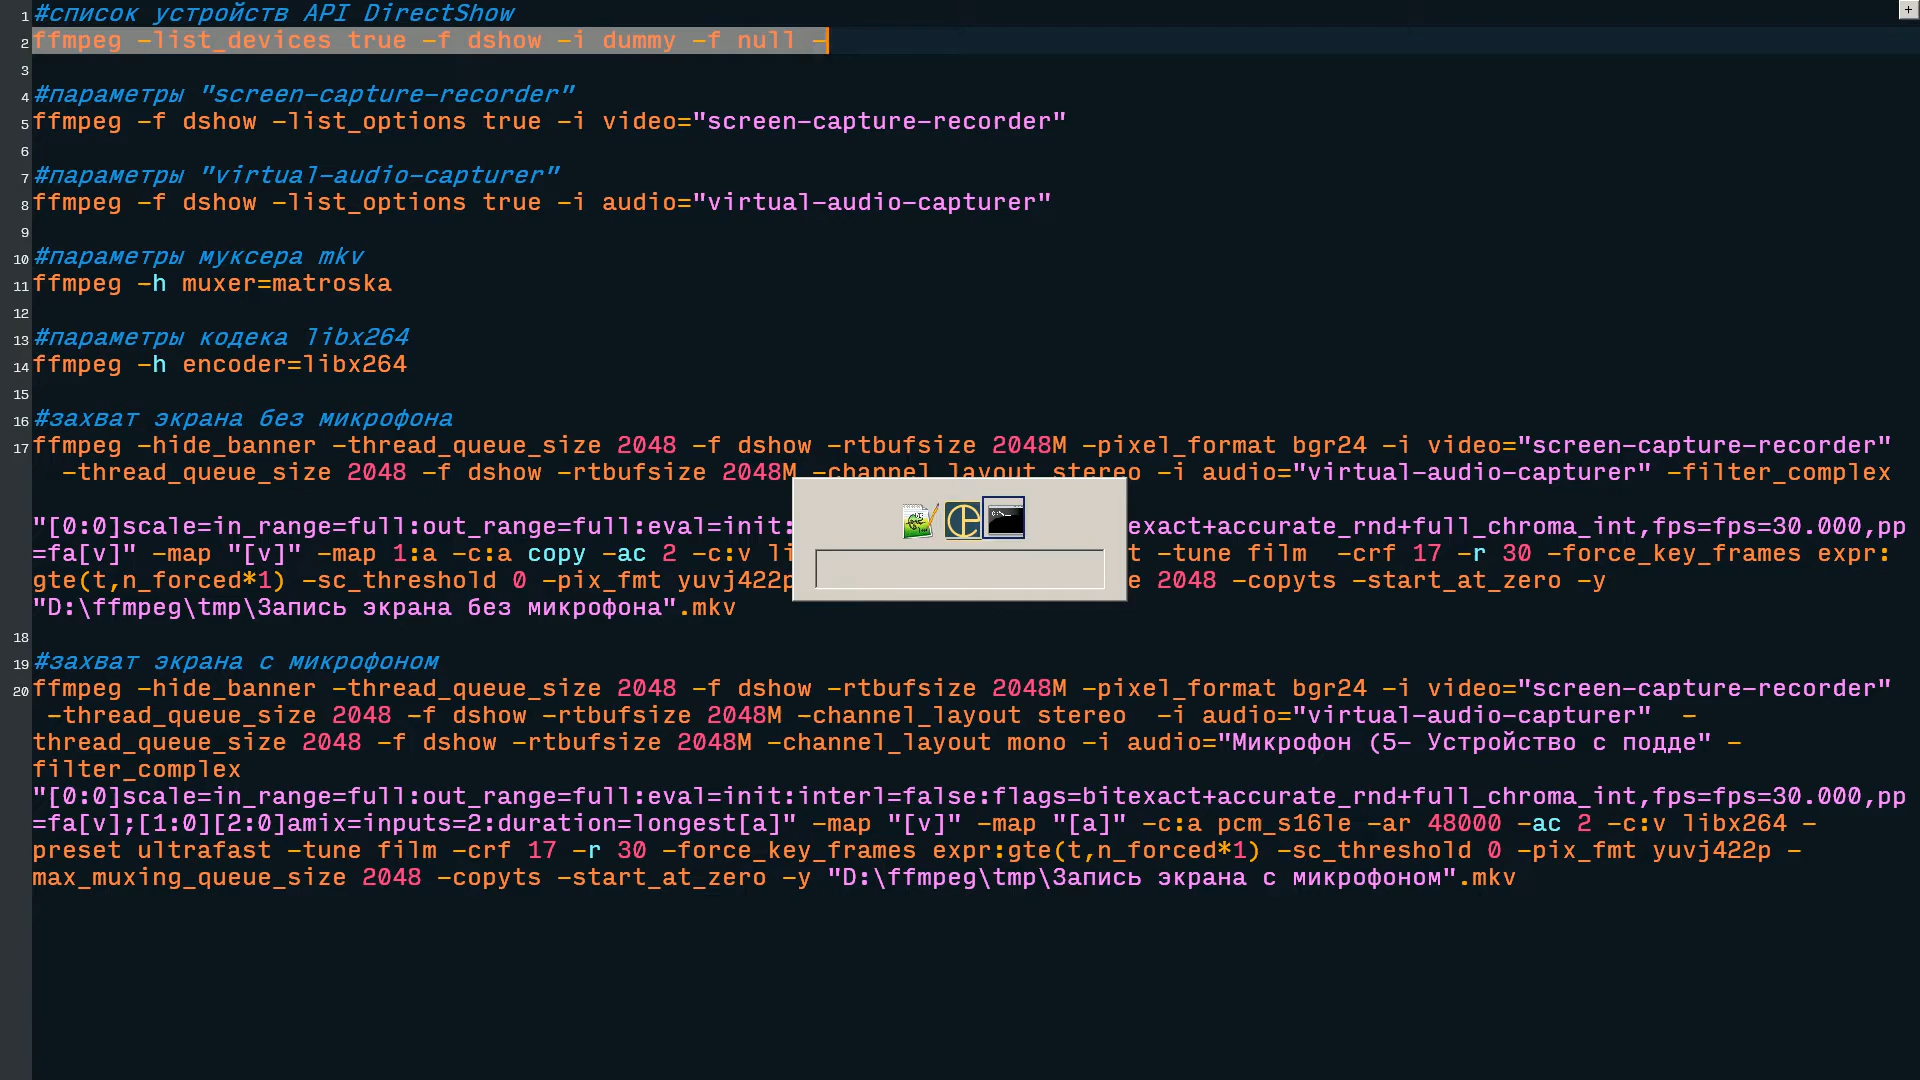 1 #список устройств API DirectShow
2 ffmpeg -list_devices true -f dshow -i dummy -f null -
3
4 #параметры "screen-capture-recorder"
5 ffmpeg -f dshow -list_options true -i video="screen-capture-recorder"
6
7 #параметры "virtual-audio-capturer"
8 ffmpeg -f dshow -list_options true -i audio="virtual-audio-capturer"
9
10 #параметры муксера mkv
11 ffmpeg -h muxer=matroska
12
13 #параметры кодека libx264
14 ffmpeg -h encoder=libx264
15
16 #захват экрана без микрофона
17 ffmpeg -hide_banner -thread_queue_size 2048 -f dshow -rtbufsize 2048M -pixel_format bgr24 -i video="screen-capture-recorder"
-thread_queue_size 2048 -f dshow -rtbufsize 2048M -channel_layout stereo -i audio="virtual-audio-capturer" -filter_complex
"[0:0]scale=in_range=full:out_range=full:eval=init: exact+accurate_rnd+full_chroma_int,fps=fps=30.000,pp
=fa[v]" -map "[v]" -map 1:a -c:a copy -ac 2 -c:v -tune film -crf 17 -r 30 -force_key_frames expr:
gte(t,n_forced*1) -sc_threshold 0 -pix_fmt yuvj422p 2048 -copyts -start_at_zero -y
"D:\ffmpeg\tmp\Запись экрана без микрофона".mkv
18
19 #захват экрана с микрофоном
20 ffmpeg -hide_banner -thread_queue_size 2048 -f dshow -rtbufsize 2048M -pixel_format bgr24 -i video="screen-capture-recorder"
-thread_queue_size 2048 -f dshow -rtbufsize 2048M -channel_layout stereo -i audio="virtual-audio-capturer" -
thread_queue_size 2048 -f dshow -rtbufsize 2048M -channel_layout mono -i audio="Микрофон (5- Устройство с подде" -
filter_complex
"[0:0]scale=in_range=full:out_range=full:eval=init:interl=false:flags=bitexact+accurate_rnd+full_chroma_int,fps=fps=30.000,pp
=fa[v];[1:0][2:0]amix=inputs=2:duration=longest[a]" -map "[v]" -map "[a]" -c:a pcm_s16le -ar 48000 -ac 2 -c:v libx264 -
preset ultrafast -tune film -crf 17 -r 30 -force_key_frames expr:gte(t,n_forced*1) -sc_threshold 0 -pix_fmt yuvj422p -
max_muxing_queue_size 2048 -copyts -start_at_zero -y "D:\ffmpeg\tmp\Запись экрана с микрофоном".mkv